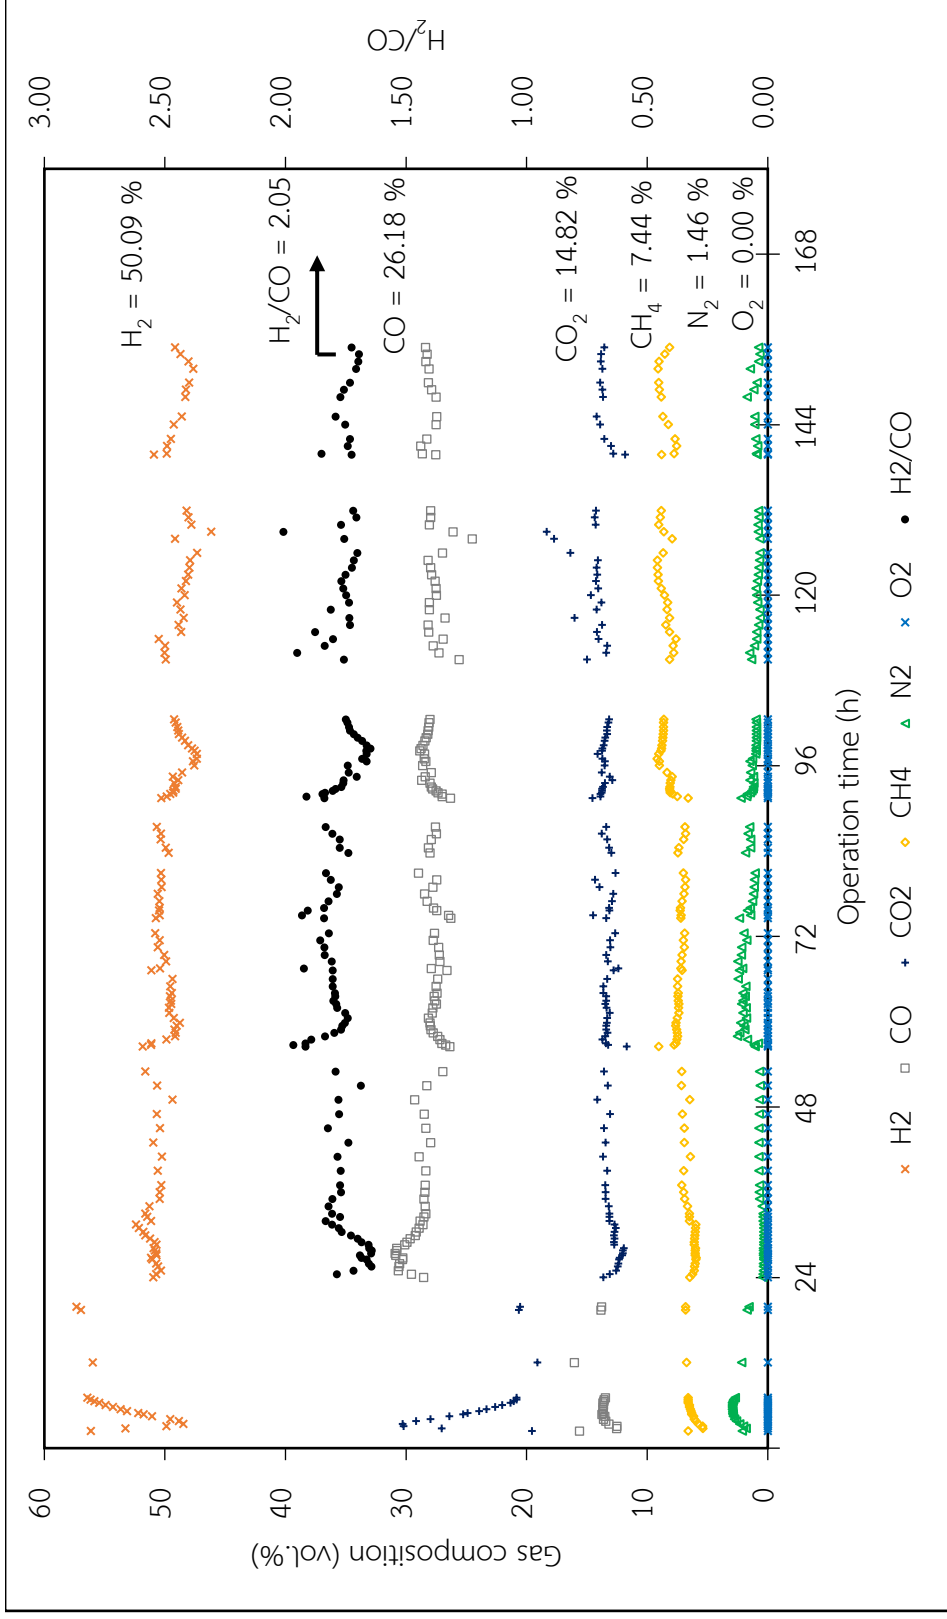 Gas composition (vol.%)
60
50
40
30
20
10
0
H₂ = 50.09 %
H₂/CO = 2.05
CO = 26.18 %
CO₂ = 14.82 %
CH₄ = 7.44 %
N₂ = 1.46 %
O₂ = 0.00 %
3.00
2.50
2.00
1.50
1.00
0.50
0.00
H₂/CO
24 48 72 96 120 144 168
Operation time (h)
H2 CO CO2 CH4 N2 O2 H2/CO